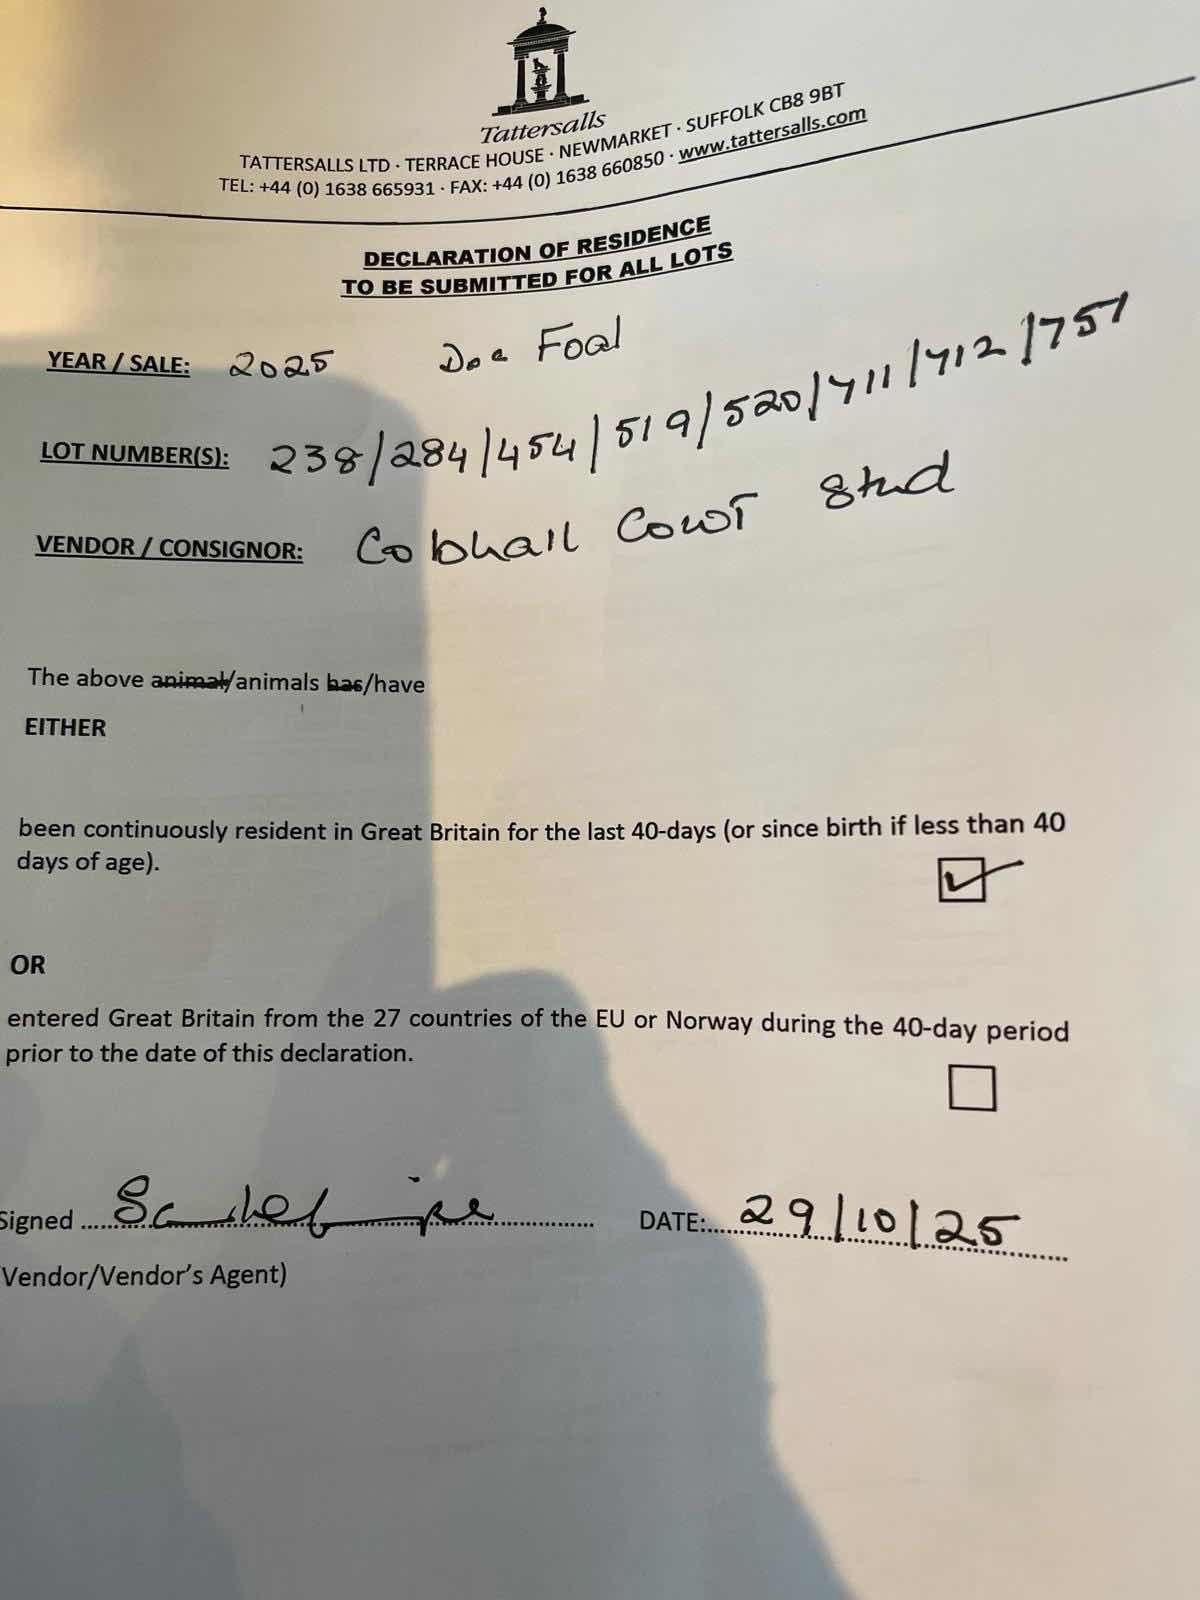 Tattersalls
TATTERSALLS LTD · TERRACE HOUSE · NEWMARKET · SUFFOLK CB8 9BT
TEL: +44 (0) 1638 665931 · FAX: +44 (0) 1638 660850 · www.tattersalls.com
DECLARATION OF RESIDENCE
TO BE SUBMITTED FOR ALL LOTS
YEAR / SALE: 2025 Dec Foal
LOT NUMBER(S): 238/284/454/519/520/711/712/757
VENDOR / CONSIGNOR: Cobhall Court Stud
The above animal/animals has/have
EITHER
been continuously resident in Great Britain for the last 40-days (or since birth if less than 40
days of age).
OR
entered Great Britain from the 27 countries of the EU or Norway during the 40-day period
prior to the date of this declaration.
Signed DATE: 29/10/25
Vendor/Vendor's Agent)